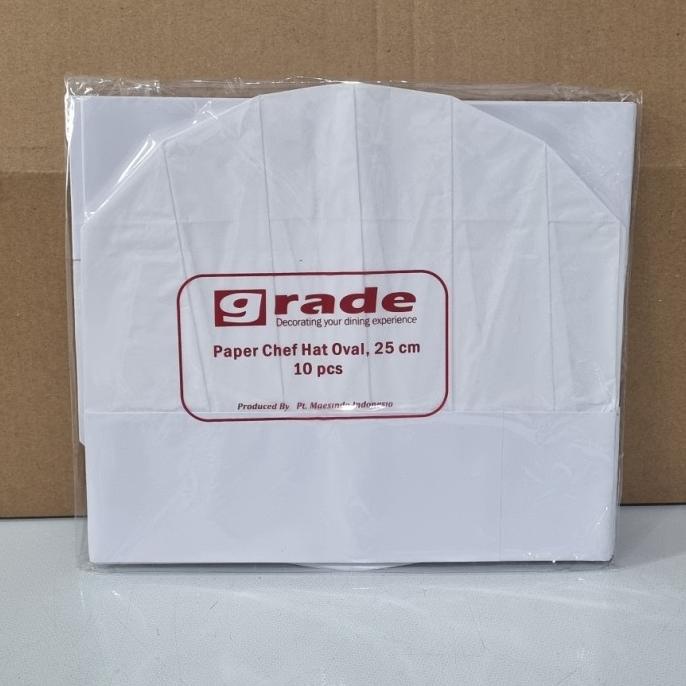 grade
Decorating your dining experience
Paper Chef Hat Oval, 25 cm
10 pcs
Produced By Pt. Maesindo Indonesia